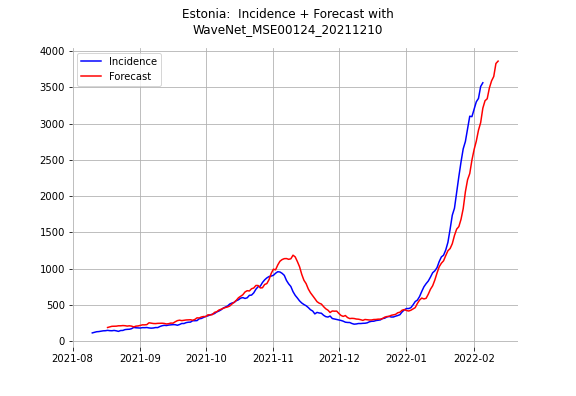 Estonia:  Incidence + Forecast with
WaveNet_MSE00124_20211210
Incidence
Forecast
4000
3500
3000
2500
2000
1500
1000
500
0
2021-08 2021-09 2021-10 2021-11 2021-12 2022-01 2022-02